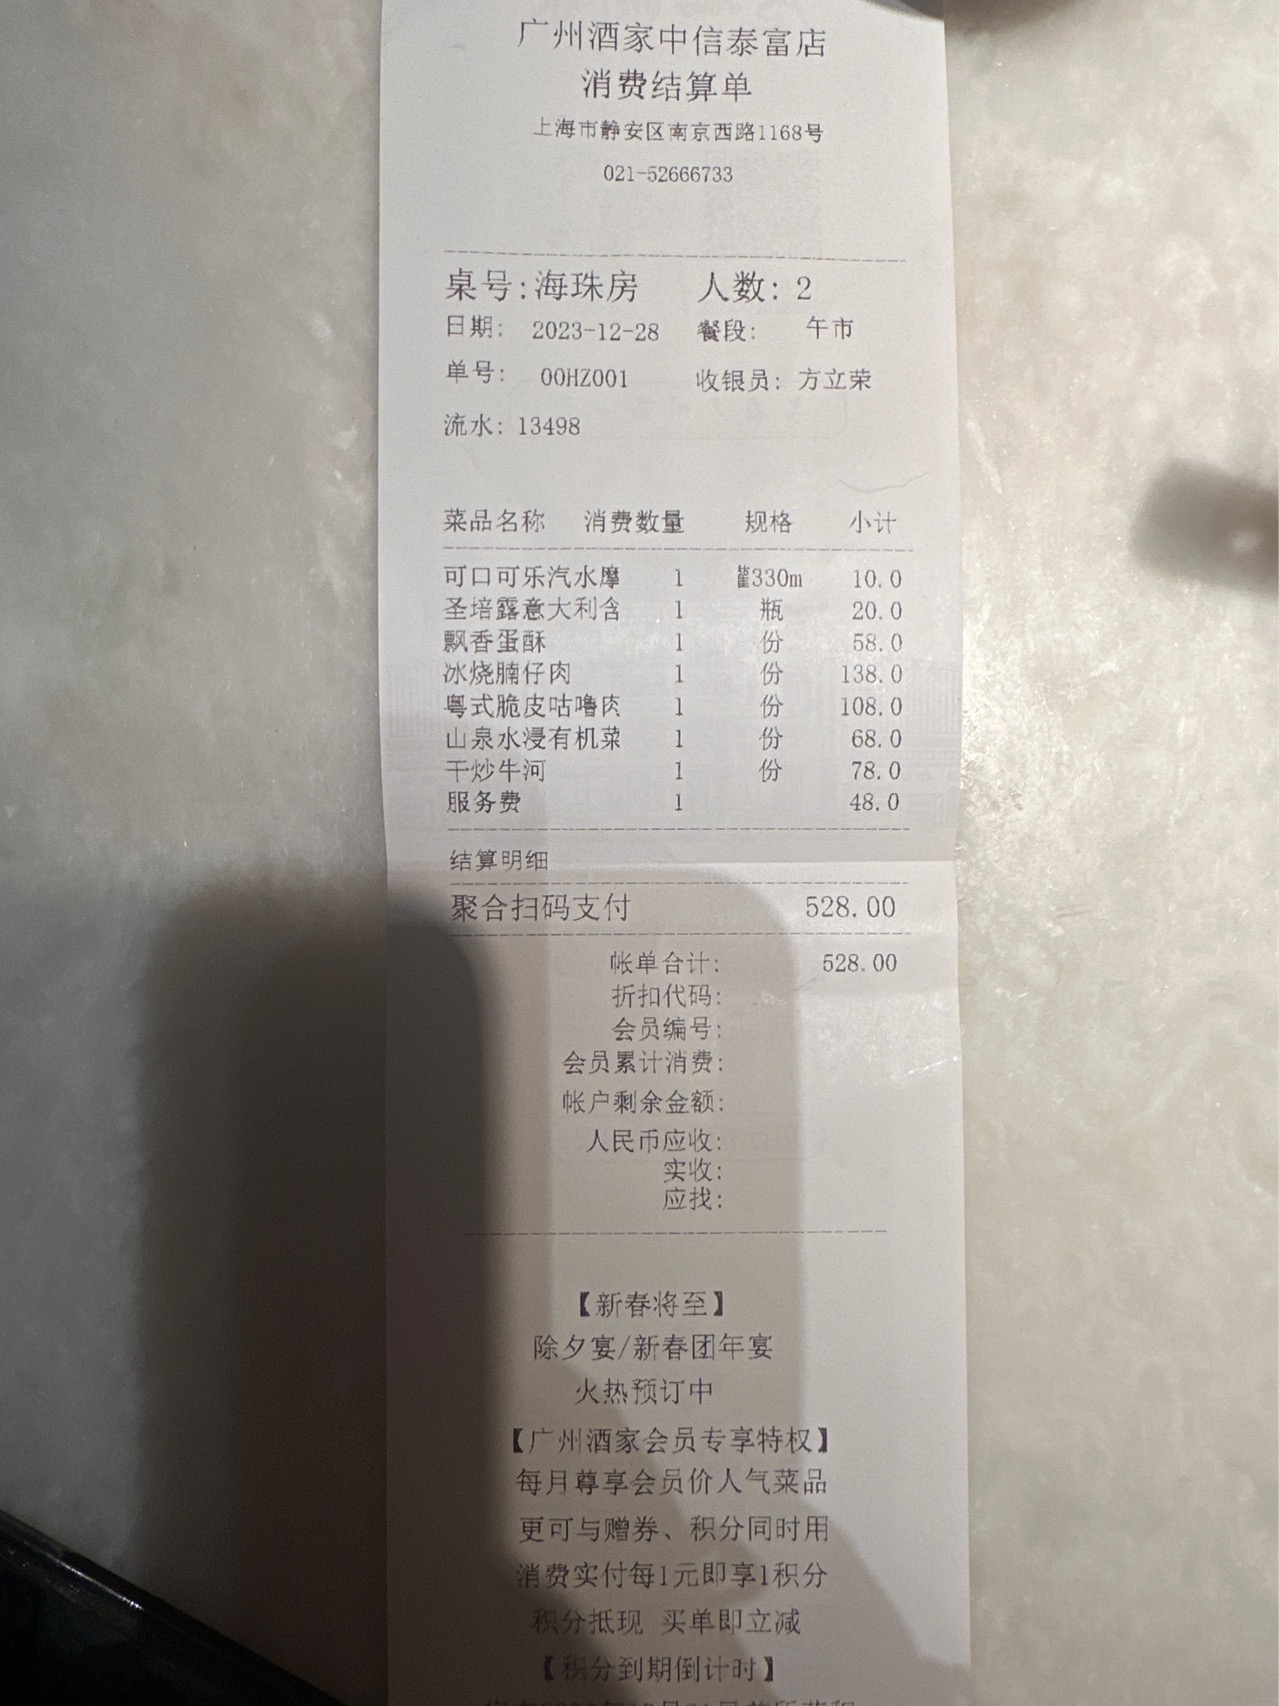 广州酒家中信泰富店
消费结算单
上海市静安区南京西路1168号
021-52666733
桌号:海珠房 人数: 2
日期: 2023-12-28 餐段: 午市
单号: 00HZ001 收银员: 方立荣
流水: 13498
菜品名称 消费数量 规格 小计
可口可乐汽水摩 1 330m 10.0
圣培露意大利含 1 瓶 20.0
飘香蛋酥 1 份 58.0
冰烧腩仔肉 1 份 138.0
粤式脆皮咕噜肉 1 份 108.0
山泉水浸有机菜 1 份 68.0
干炒牛河 1 份 78.0
服务费 1 48.0
结算明细
聚合扫码支付 528.00
帐单合计: 528.00
折扣代码:
会员编号:
会员累计消费:
帐户剩余金额:
人民币应收:
实收:
应找:
【新春将至】
除夕宴/新春团年宴
火热预订中
【广州酒家会员专享特权】
每月尊享会员价人气菜品
更可与赠券、积分同时用
消费实付每1元即享1积分
积分抵现 买单即立减
【积分到期倒计时】